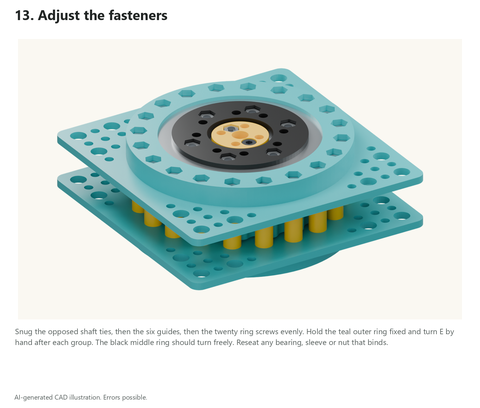 13. Adjust the fasteners
Snug the opposed shaft ties, then the six guides, then the twenty ring screws evenly. Hold the teal outer ring fixed and turn E by
hand after each group. The black middle ring should turn freely. Reseat any bearing, sleeve or nut that binds.
AI-generated CAD illustration. Errors possible.